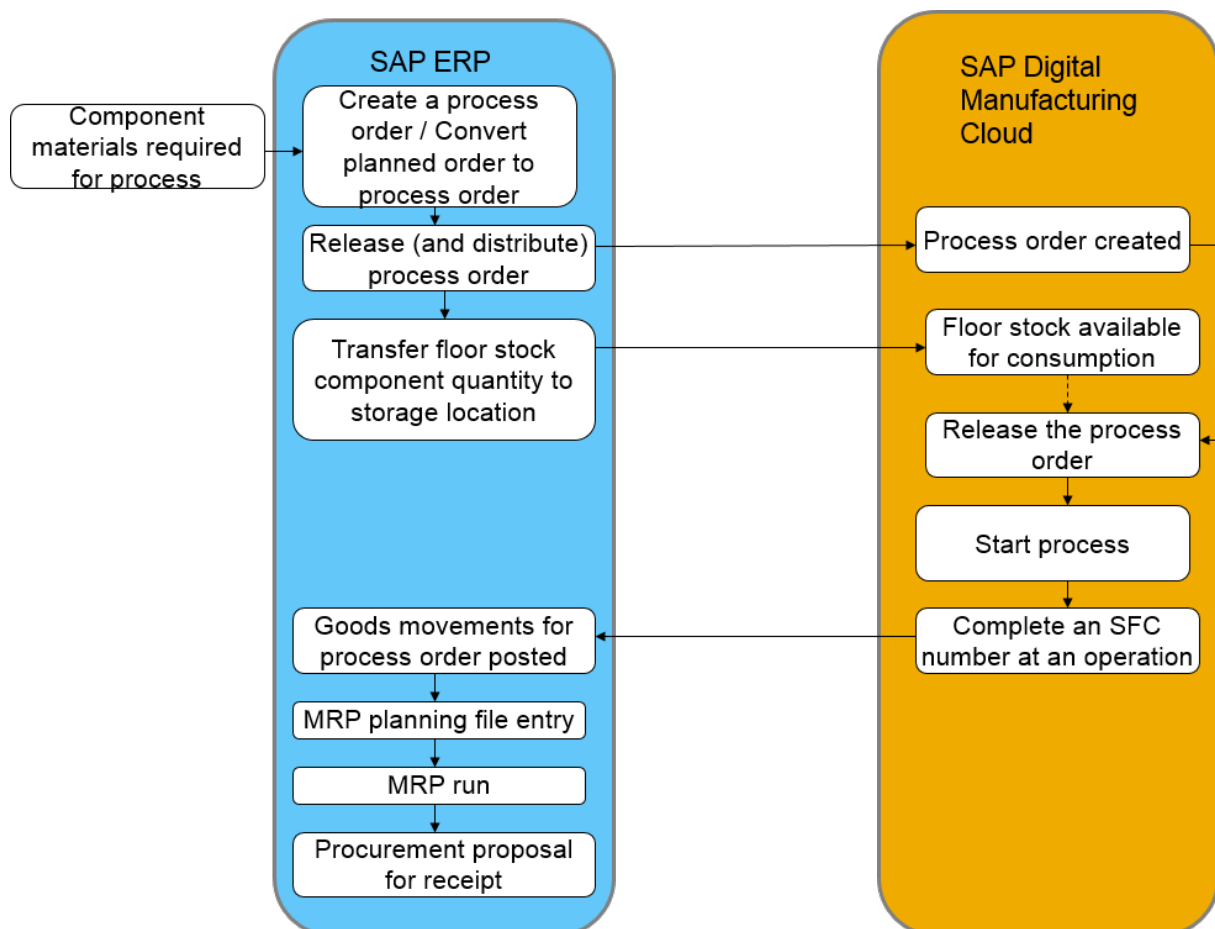 SAP ERP
SAP Digital
Manufacturing
Cloud
Component
materials required
for process
Create a process
order / Convert
planned order to
process order
Release (and distribute)
process order
Process order created
Transfer floor stock
component quantity to
storage location
Floor stock available
for consumption
Release the process
order
Start process
Complete an SFC
number at an operation
Goods movements for
process order posted
MRP planning file entry
MRP run
Procurement proposal
for receipt